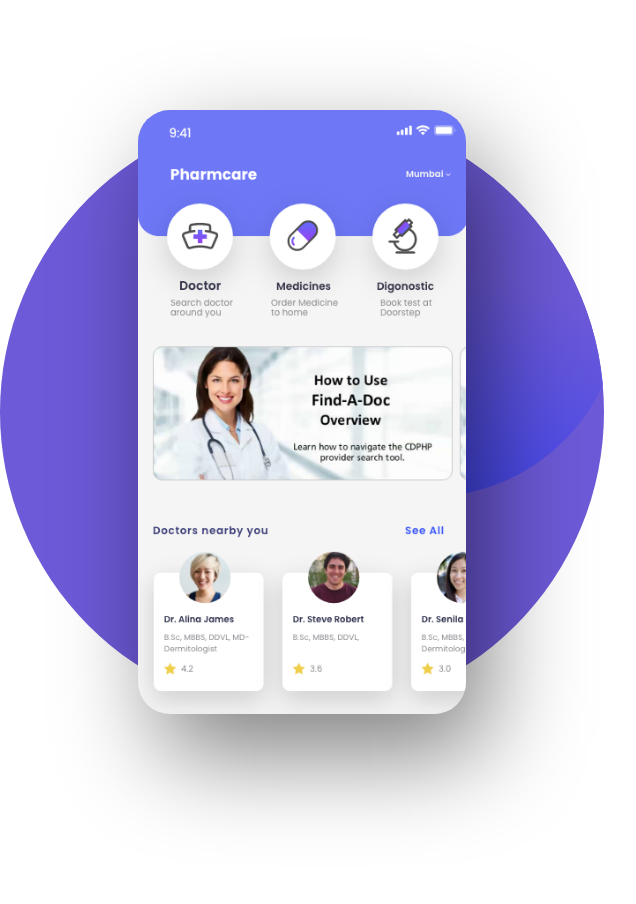 9:41
Pharmcare
Mumbai
Doctor
Search doctor
around you
Medicines
Order Medicine
to home
Digonostic
Book test at
Doorstep
How to Use
Find-A-Doc
Overview
Learn how to navigate the CDPHP
provider search tool.
Doctors nearby you
See All
Dr. Alina James
B.Sc, MBBS, DDVL, MD-
Dermitologist
4.2
Dr. Steve Robert
B.Sc, MBBS, DDVL,
3.6
Dr. Senila
B.Sc, MBBS,
Dermitolog
3.0